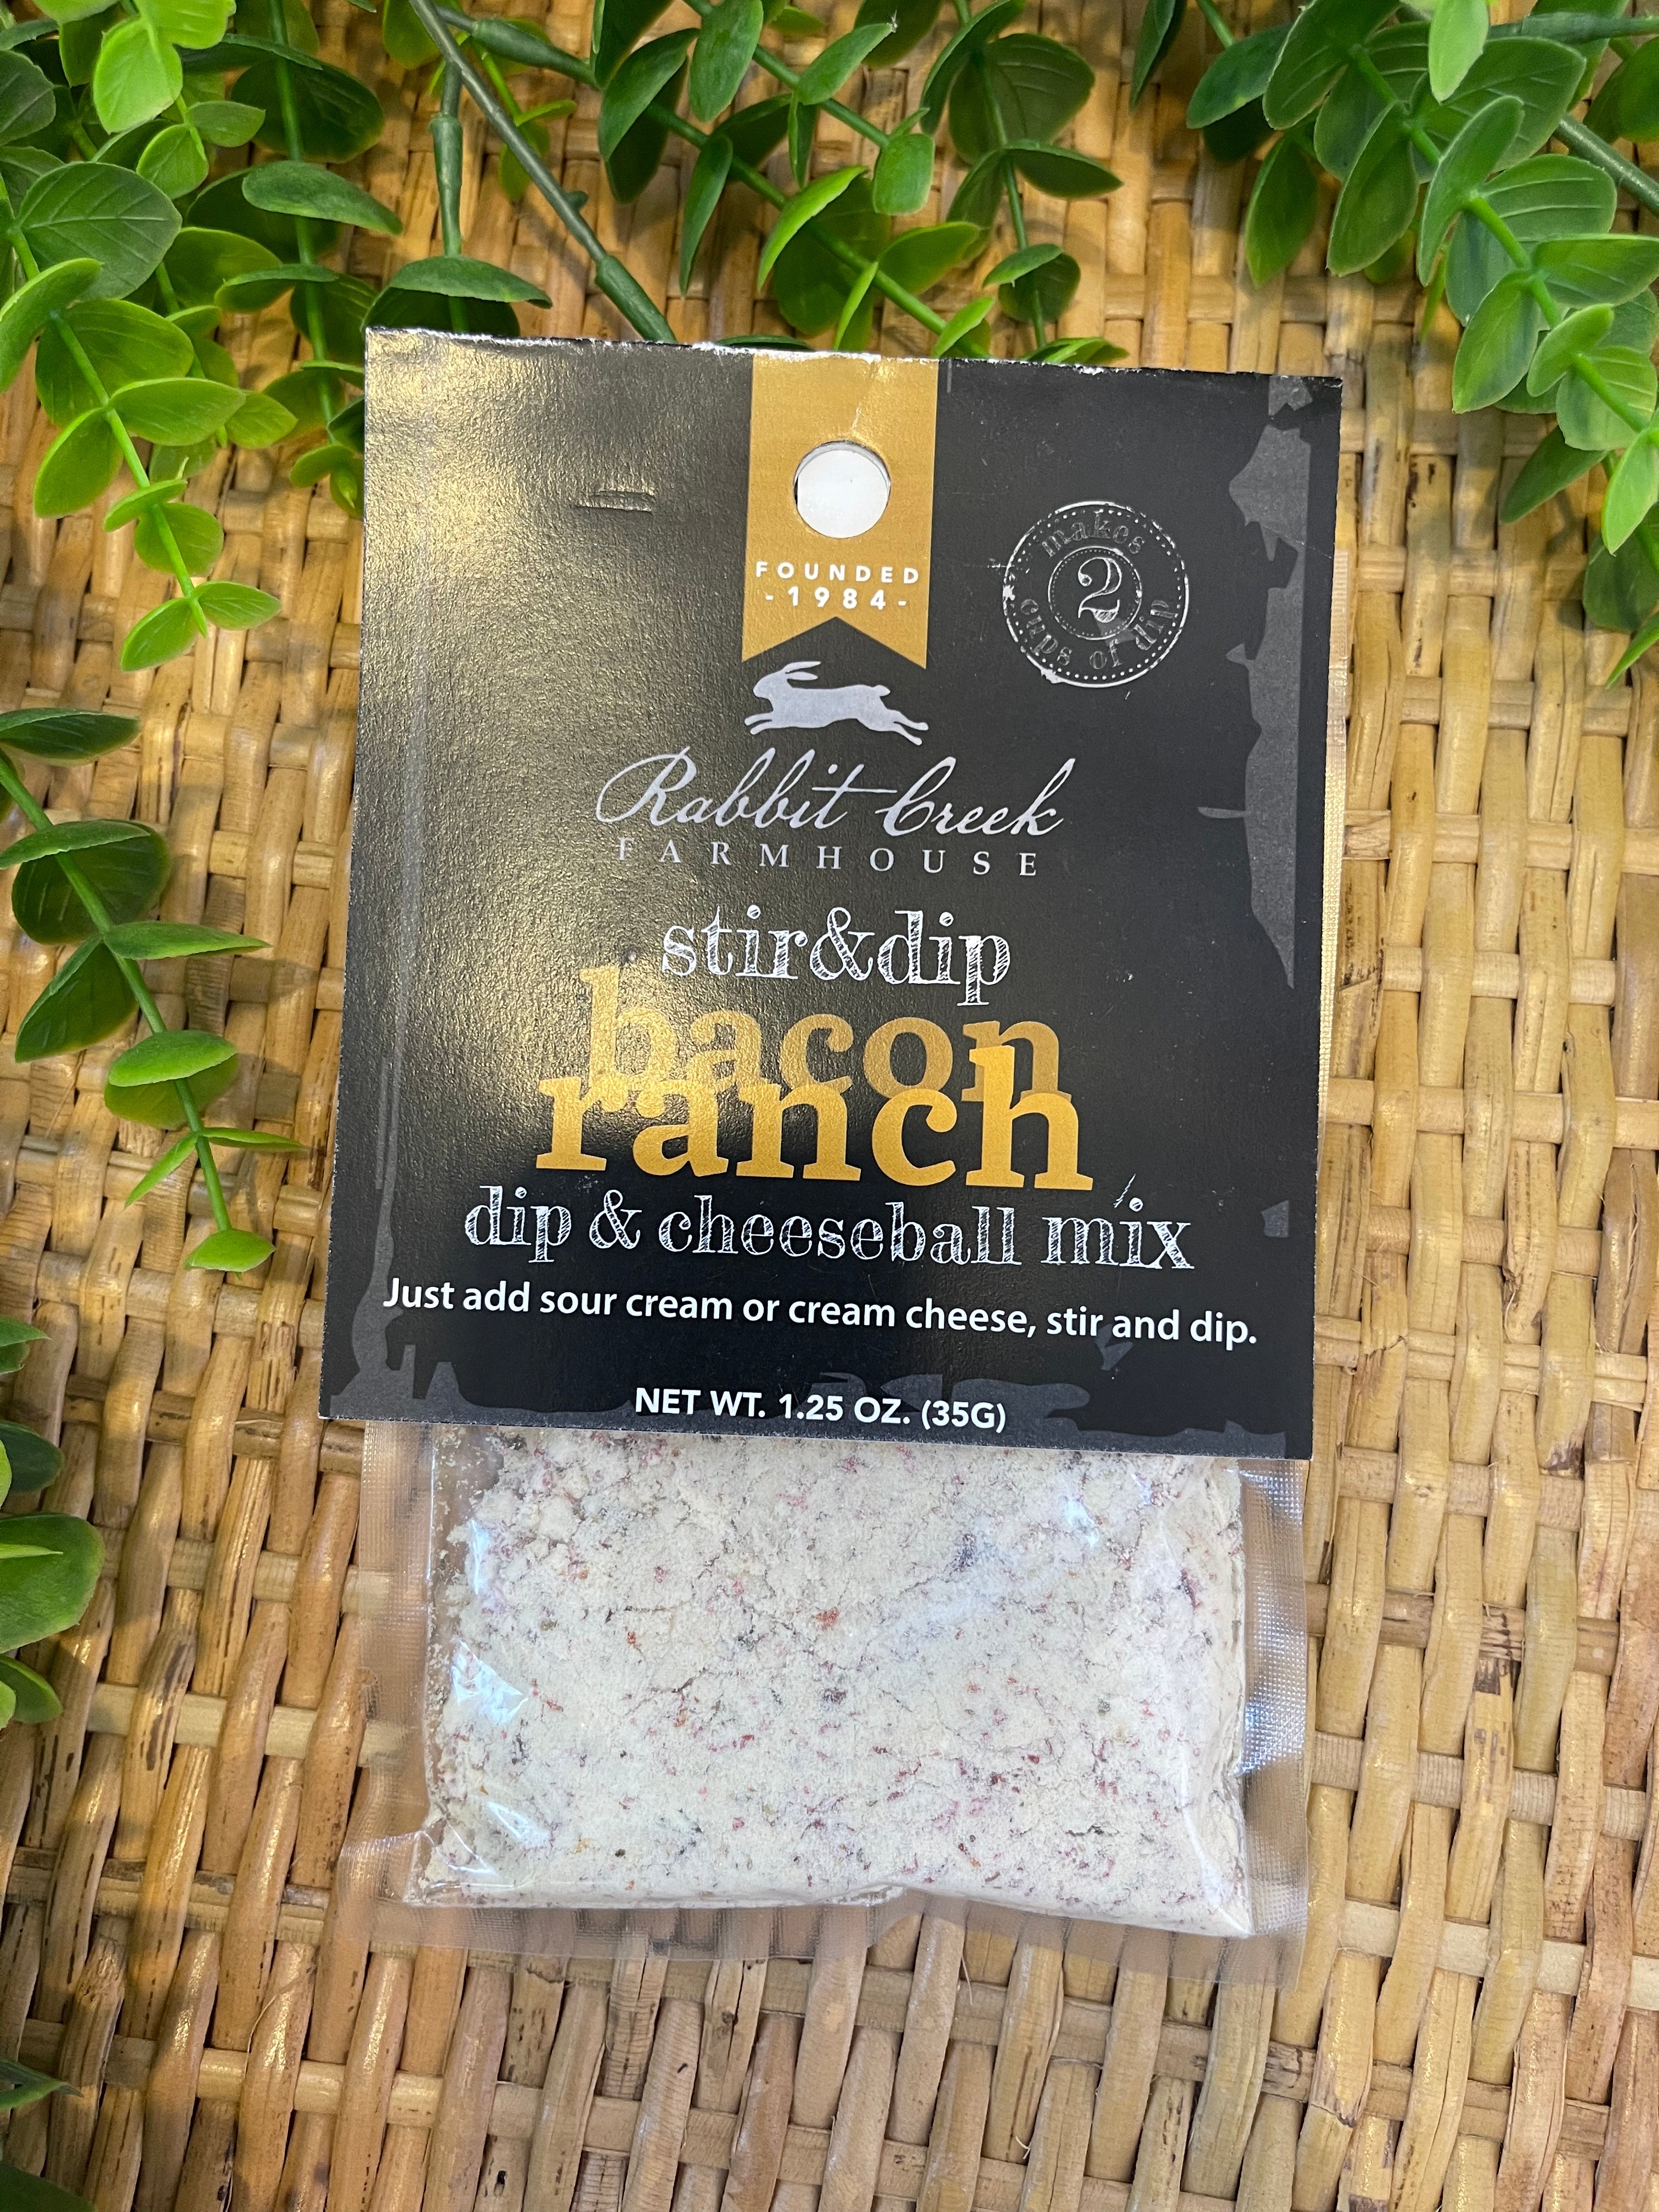 FOUNDED
-1984-
makes
2
cups of dip
Rabbit Creek
FARMHOUSE
stir&dip
bacon
ranch
dip & cheeseball mix
Just add sour cream or cream cheese, stir and dip.
NET WT. 1.25 OZ. (35G)